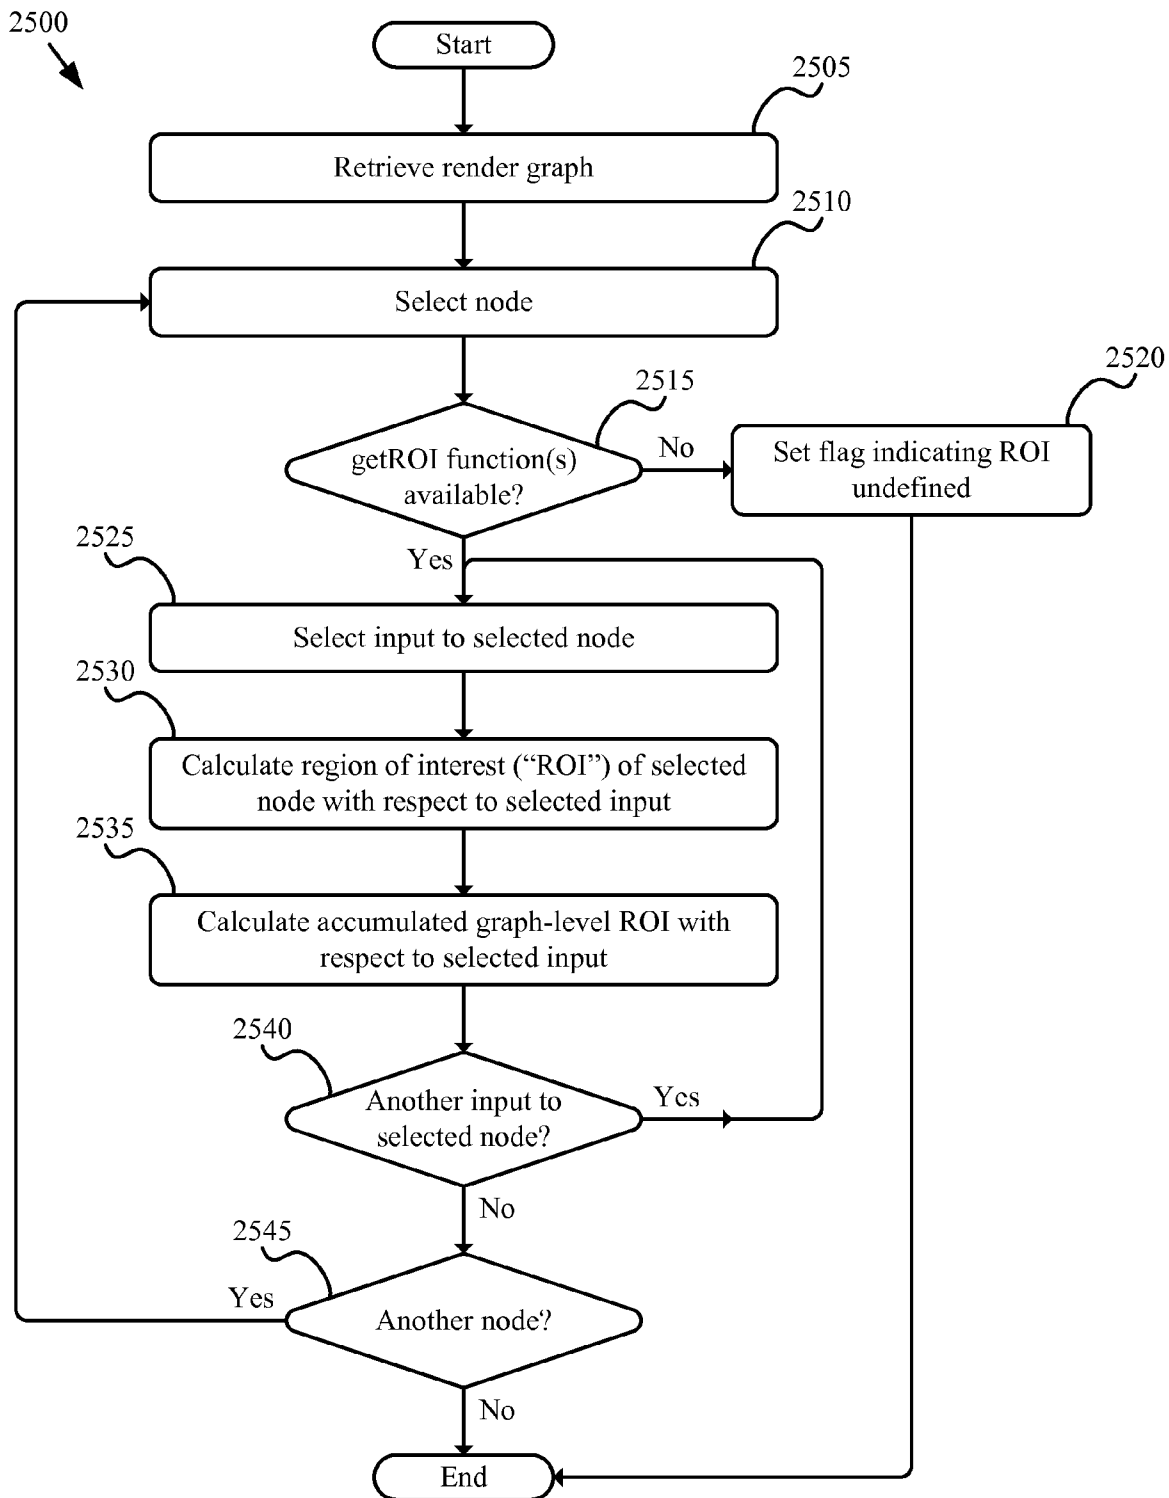 2500
Start
2505
Retrieve render graph
2510
Select node
2515
2520
getROI function(s)
available?
No
Set flag indicating ROI
undefined
2525
Yes
Select input to selected node
2530
Calculate region of interest (“ROI”) of selected
node with respect to selected input
2535
Calculate accumulated graph-level ROI with
respect to selected input
2540
Another input to
selected node?
Yes
No
2545
Yes
Another node?
No
End